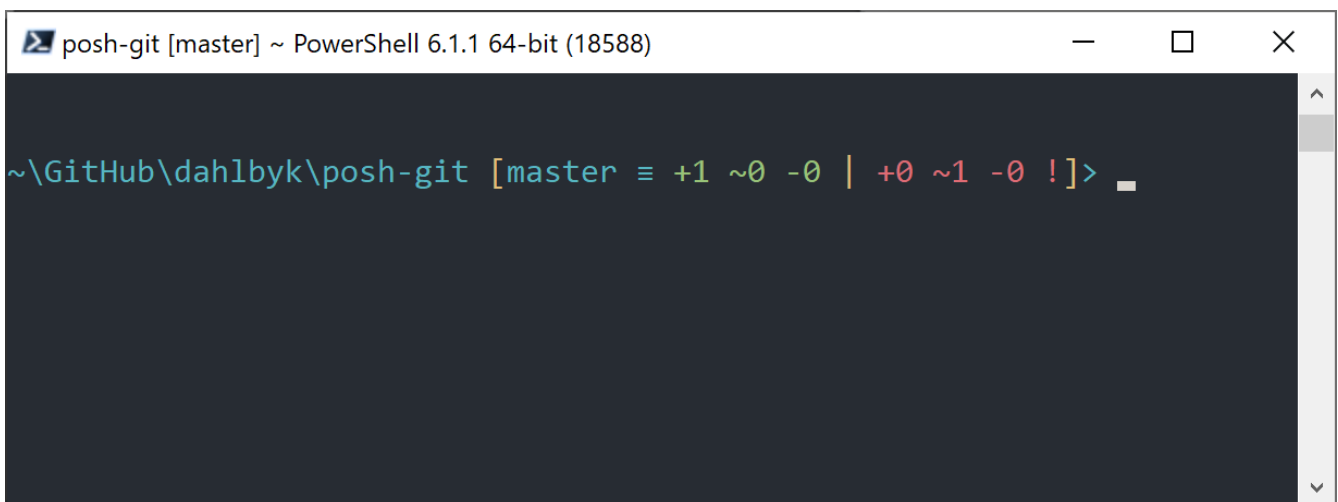 posh-git [master] ~ PowerShell 6.1.1 64-bit (18588)
~\GitHub\dahlbyk\posh-git [master ≡ +1 ~0 -0 | +0 ~1 -0 !]>